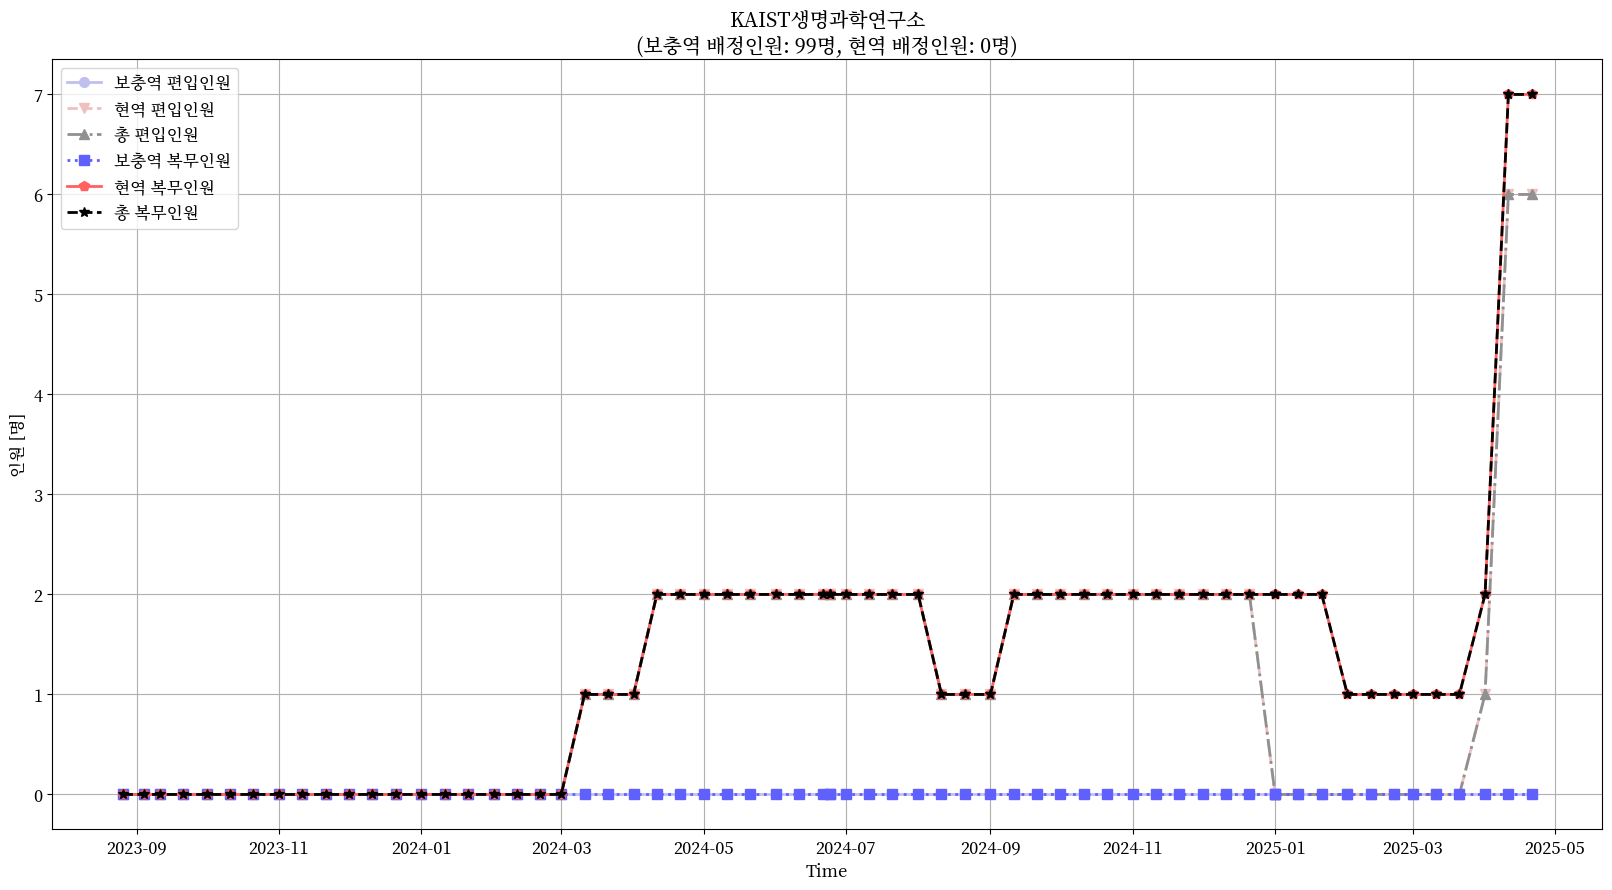 KAIST생명과학연구소
(보충역 배정인원: 99명, 현역 배정인원: 0명)
보충역 편입인원
현역 편입인원
총 편입인원
보충역 복무인원
현역 복무인원
총 복무인원
인원 [명]
7
6
5
4
3
2
1
0
2023-09
2023-11
2024-01
2024-03
2024-05
2024-07
2024-09
2024-11
2025-01
2025-03
2025-05
Time